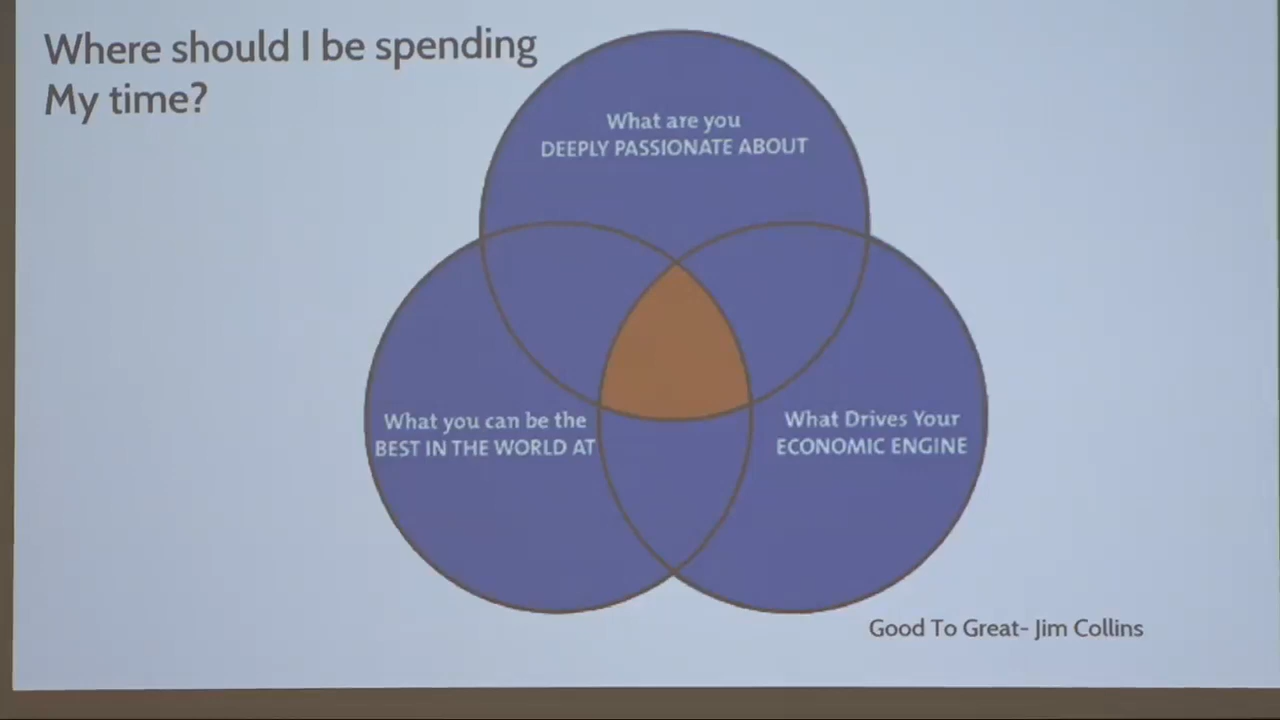 Where should I be spending
My time?
What are you
DEEPLY PASSIONATE ABOUT
What you can be the
BEST IN THE WORLD AT
What Drives Your
ECONOMIC ENGINE
Good To Great- Jim Collins